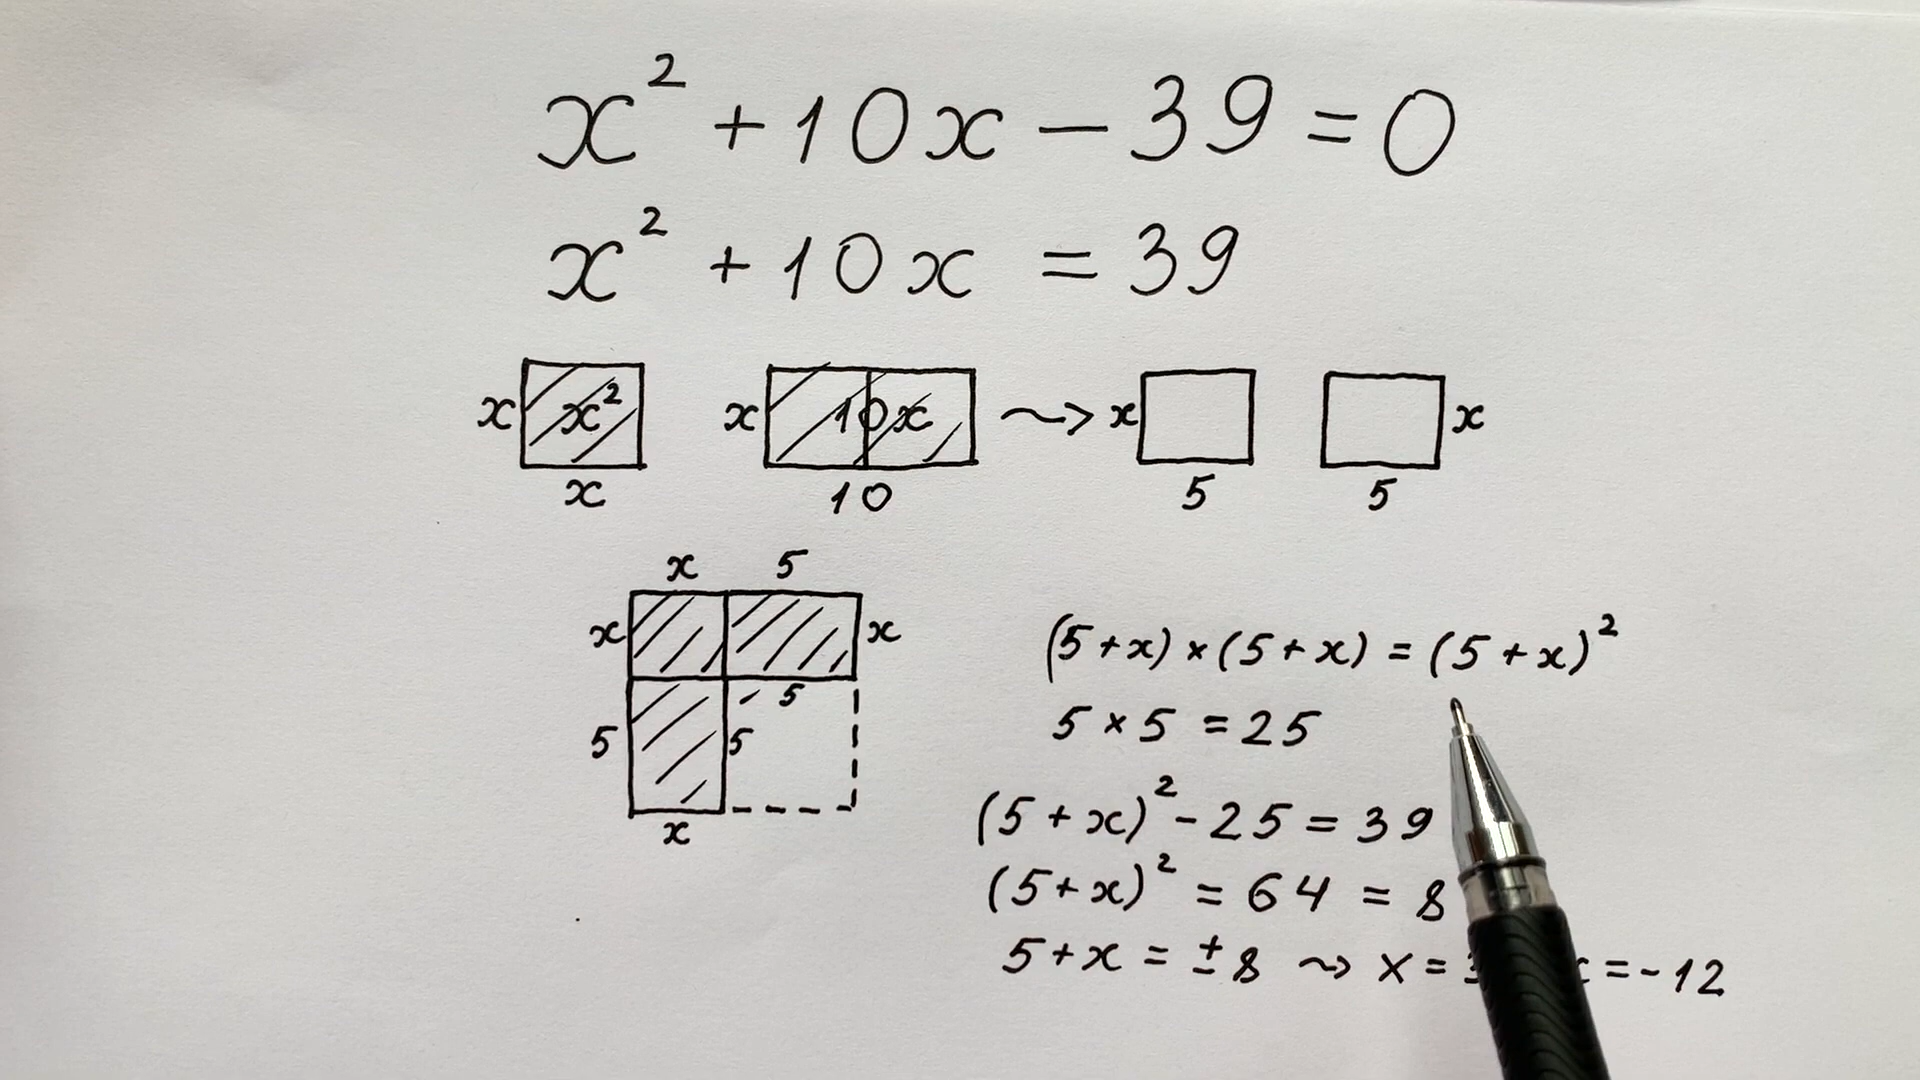 x² + 10x − 39 = 0
x² + 10x = 39
x x² x 10x x x
x 10 5 5
x 5
x x
5 5
5
x
(5+x) × (5+x) = (5+x)²
5 × 5 = 25
(5+x)² - 25 = 39
(5+x)² = 64 = 8
5+x = ±8 ⇝ x = = -12